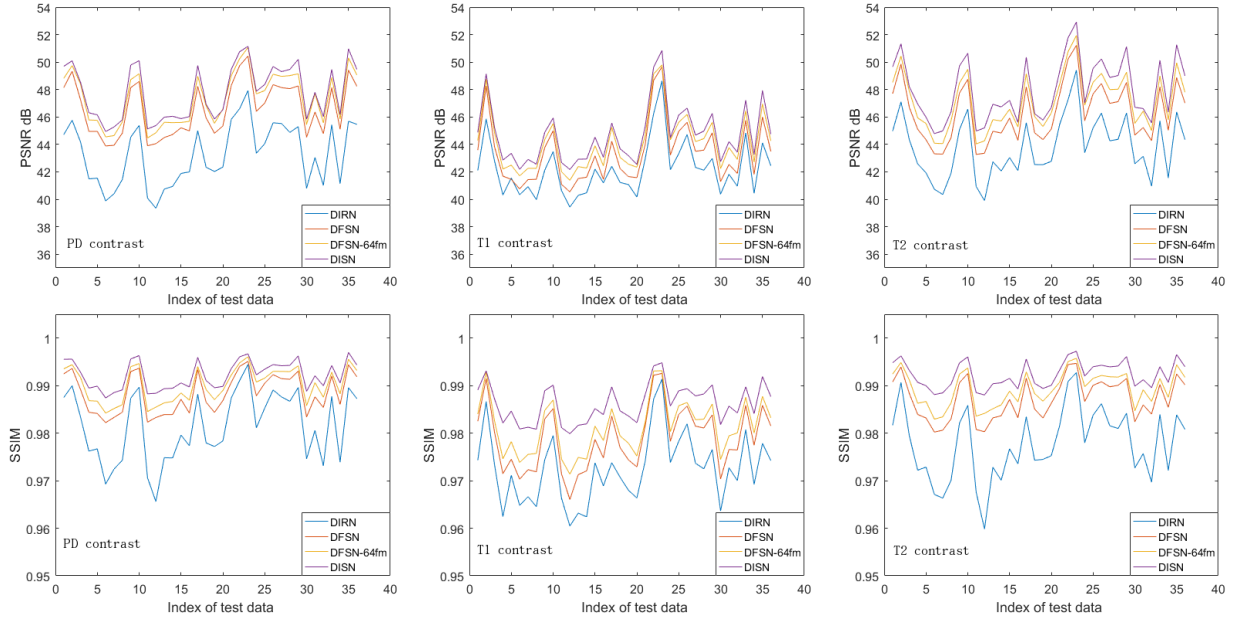 54
52
50
48
46
44
42
40
38
36
PSNR dB
PD contrast
DIRN
DFSN
DFSN-64fm
DISN
0 5 10 15 20 25 30 35 40
Index of test data
54
52
50
48
46
44
42
40
38
36
PSNR dB
T1 contrast
DIRN
DFSN
DFSN-64fm
DISN
0 5 10 15 20 25 30 35 40
Index of test data
54
52
50
48
46
44
42
40
38
36
PSNR dB
T2 contrast
DIRN
DFSN
DFSN-64fm
DISN
0 5 10 15 20 25 30 35 40
Index of test data
1
0.99
0.98
0.97
0.96
0.95
SSIM
PD contrast
DIRN
DFSN
DFSN-64fm
DISN
0 5 10 15 20 25 30 35 40
Index of test data
1
0.99
0.98
0.97
0.96
0.95
SSIM
T1 contrast
DIRN
DFSN
DFSN-64fm
DISN
0 5 10 15 20 25 30 35 40
Index of test data
1
0.99
0.98
0.97
0.96
0.95
SSIM
T2 contrast
DIRN
DFSN
DFSN-64fm
DISN
0 5 10 15 20 25 30 35 40
Index of test data